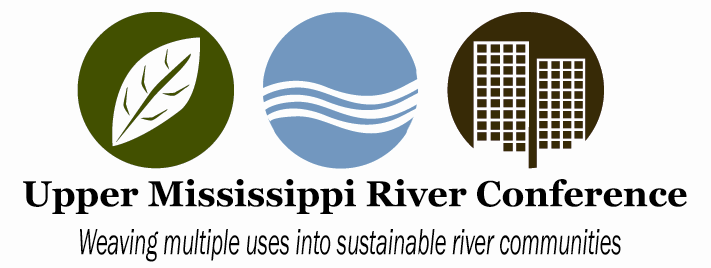 Upper Mississippi River Conference
Weaving multiple uses into sustainable river communities